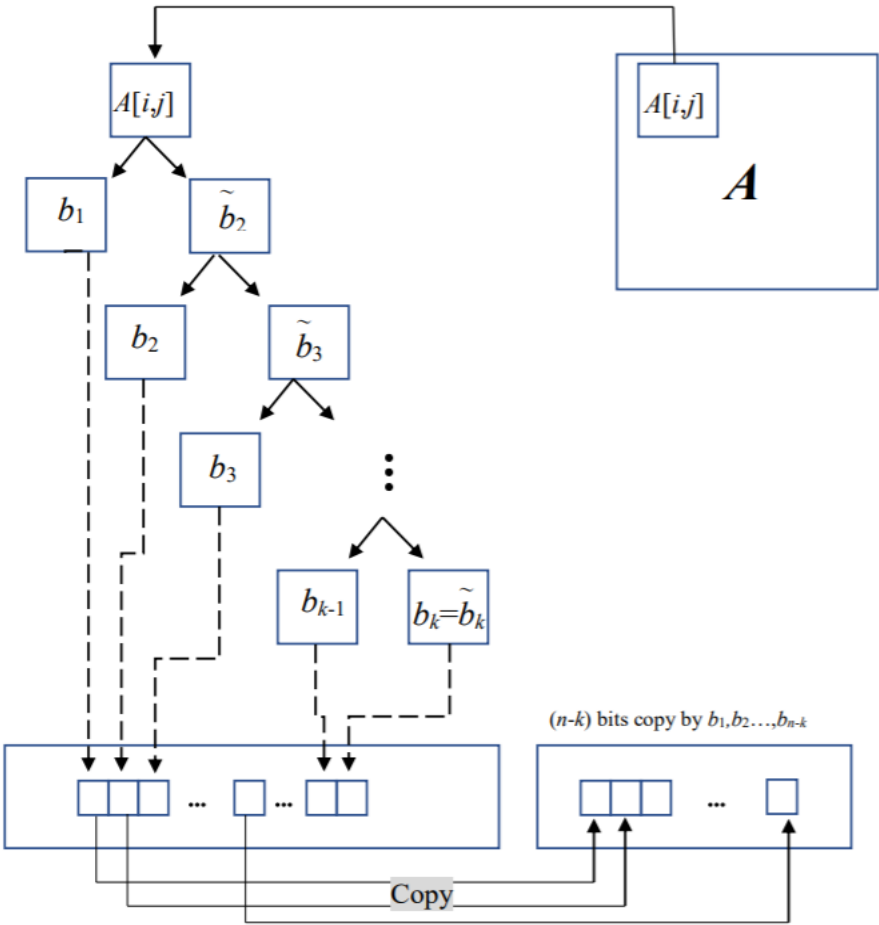 A[i,j]
A[i,j]
A
b₁
b̃₂
b₂
b̃₃
b₃
⋮
bₖ₋₁
bₖ=b̃ₖ
(n-k) bits copy by b₁,b₂…,bₙ₋ₖ
... ... ...
Copy